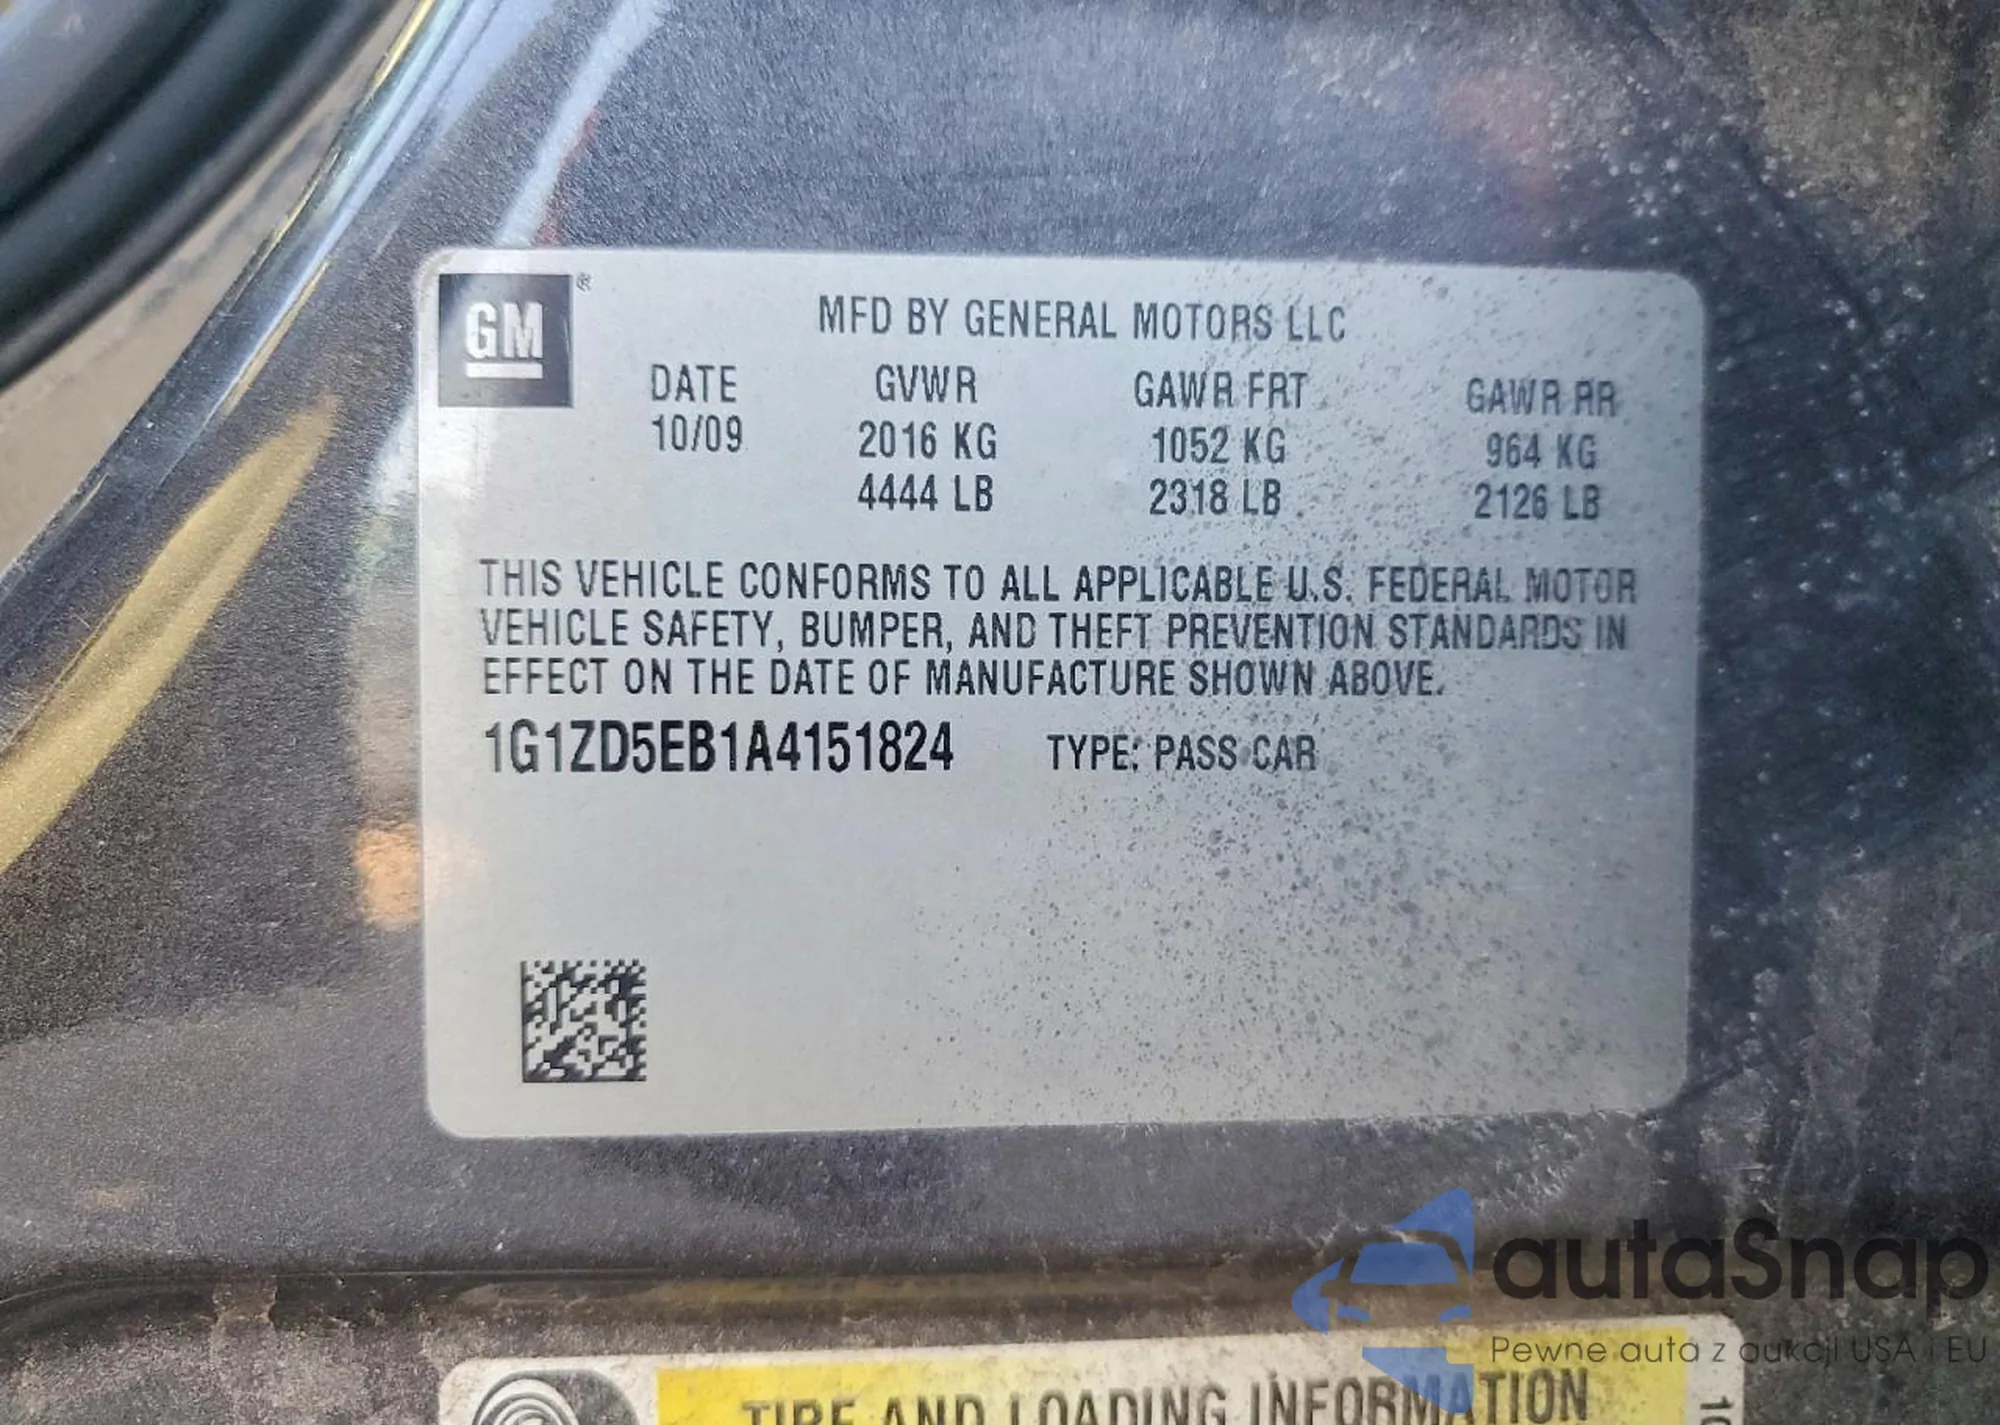 GM®
MFD BY GENERAL MOTORS LLC
DATE GVWR GAWR FRT GAWR RR
10/09 2016 KG 1052 KG 964 KG
4444 LB 2318 LB 2126 LB
THIS VEHICLE CONFORMS TO ALL APPLICABLE U.S. FEDERAL MOTOR
VEHICLE SAFETY, BUMPER, AND THEFT PREVENTION STANDARDS IN
EFFECT ON THE DATE OF MANUFACTURE SHOWN ABOVE.
1G1ZD5EB1A4151824 TYPE: PASS CAR
autaSnap
Pewne auta z aukcji USA i EU
TIRE AND LOADING INFORMATION